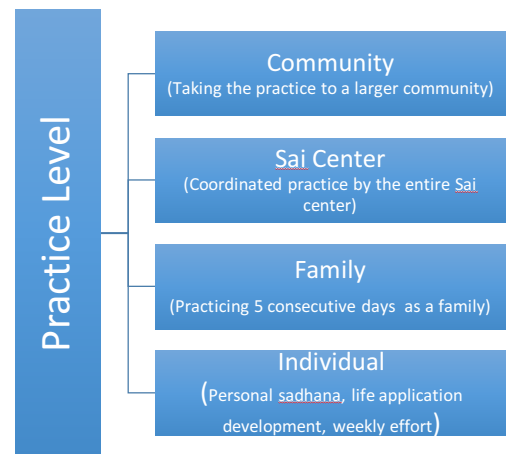 Practice Level
Community
(Taking the practice to a larger community)
Sai Center
(Coordinated practice by the entire Sai
center)
Family
(Practicing 5 consecutive days as a family)
Individual
(Personal sadhana, life application
development, weekly effort)